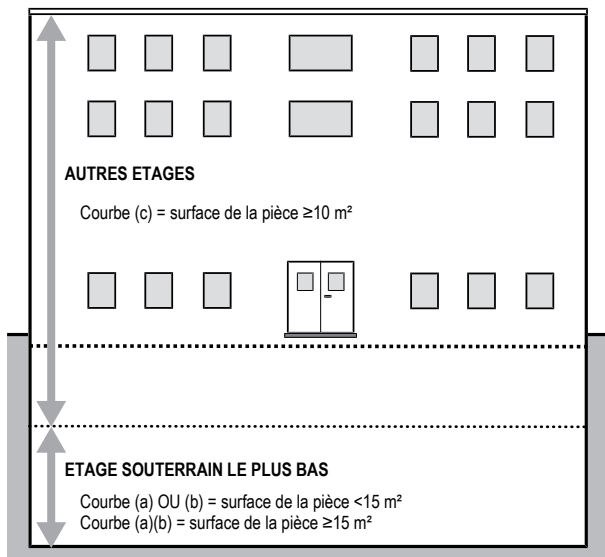 AUTRES ETAGES
Courbe (c) = surface de la pièce ≥10 m²
ETAGE SOUTERRAIN LE PLUS BAS
Courbe (a) OU (b) = surface de la pièce <15 m²
Courbe (a)(b) = surface de la pièce ≥15 m²